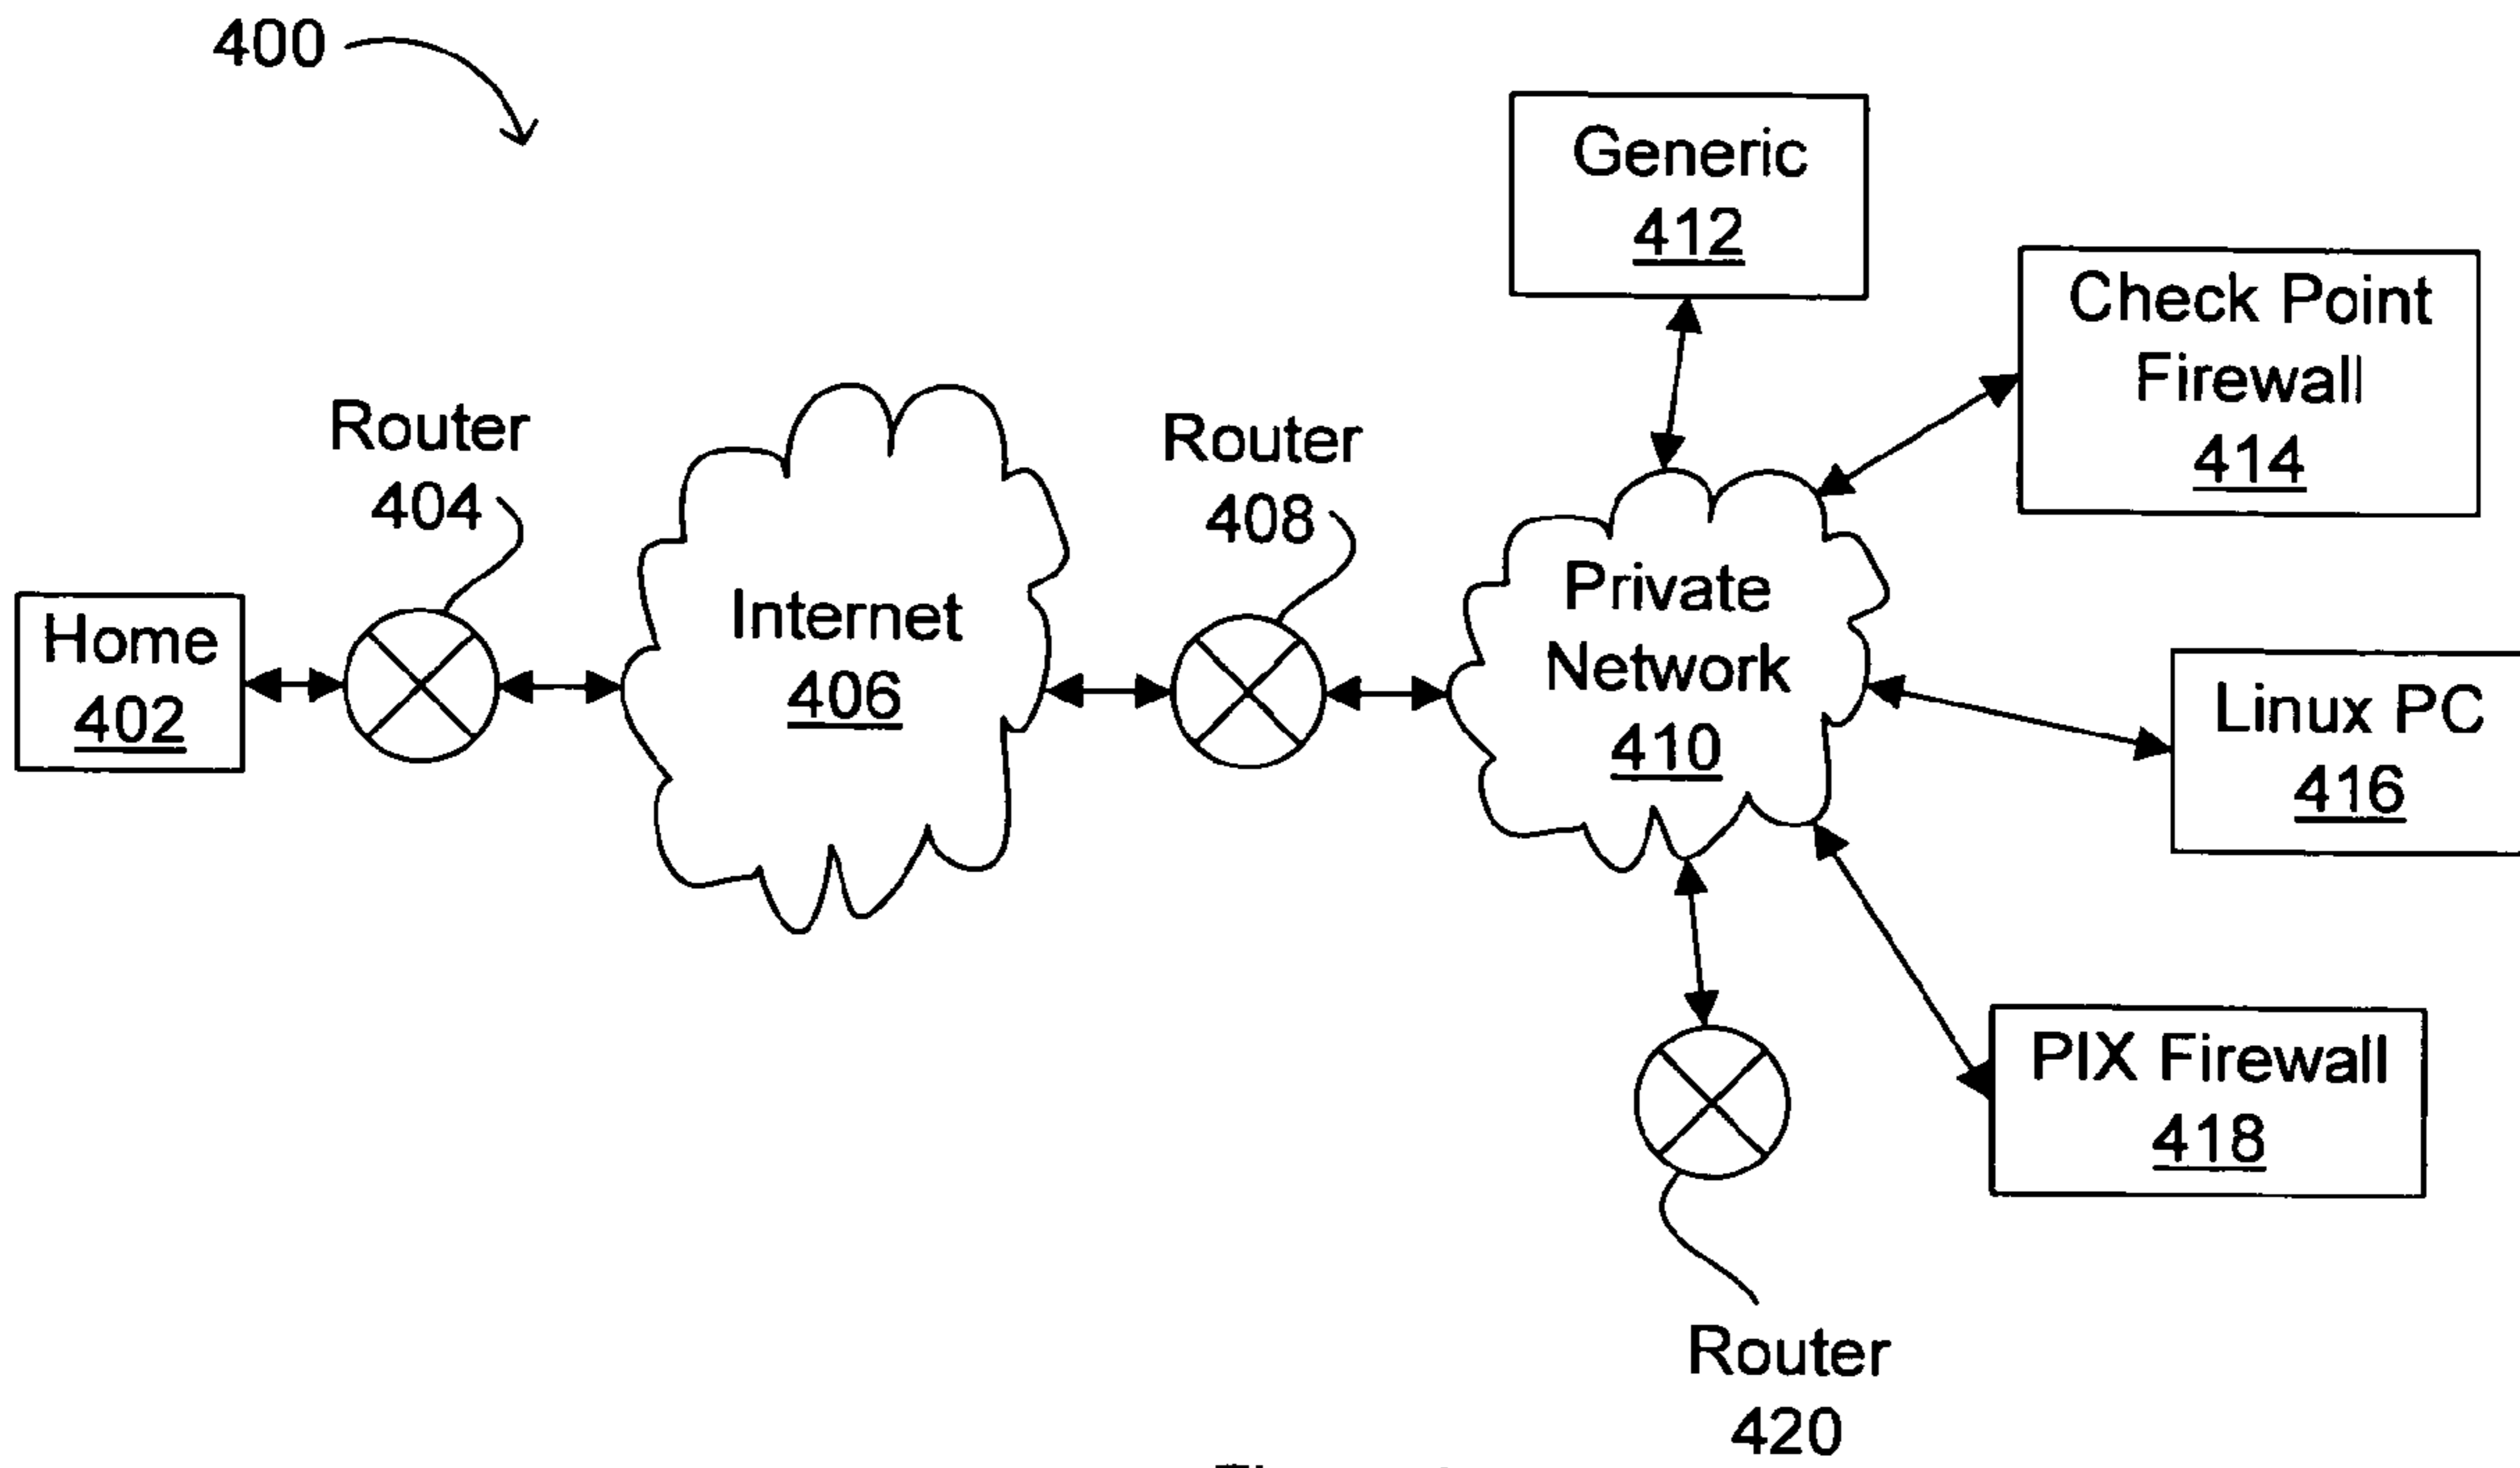 400
Generic
412
Check Point
Firewall
414
Router
404
Router
408
Home
402
Internet
406
Private
Network
410
Linux PC
416
PIX Firewall
418
Router
420